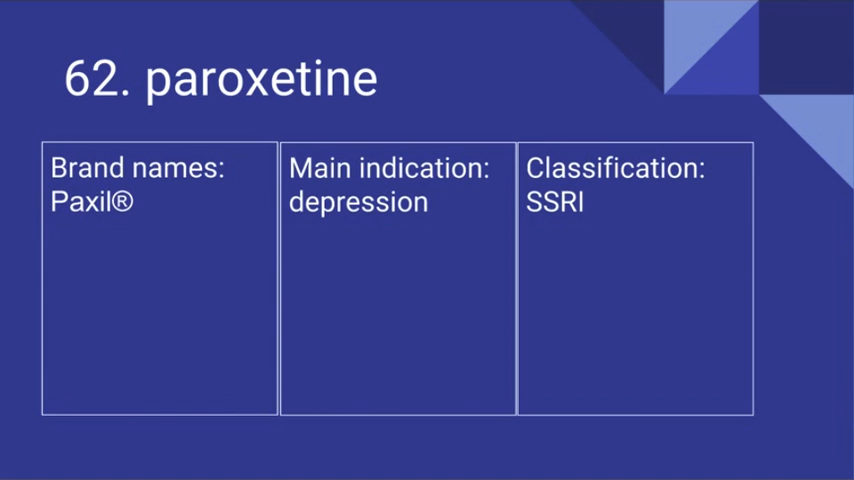 62. paroxetine
Brand names:
Paxil®
Main indication:
depression
Classification:
SSRI